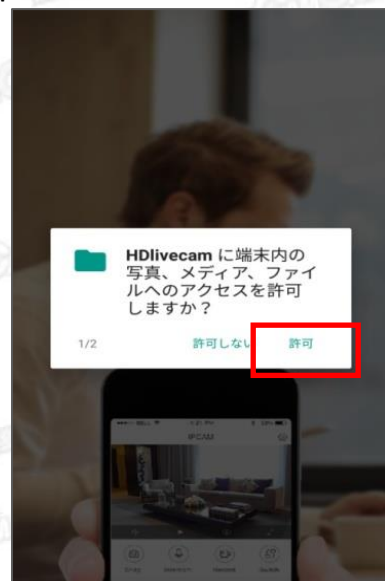 HDlivecam に端末内の
写真、メディア、ファイ
ルへのアクセスを許可
しますか？
1/2
許可しない
許可
IFCAM